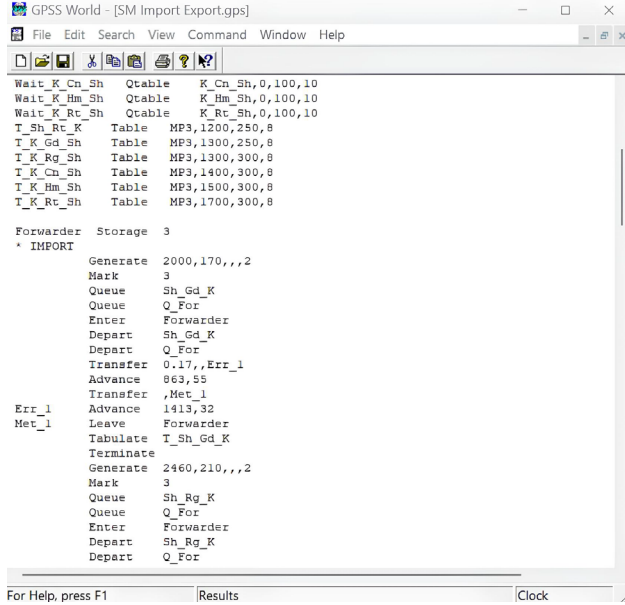 GPSS World - [SM Import Export.gps]
File Edit Search View Command Window Help
Wait_K_Cn_Sh Qtable K_Cn_Sh,0,100,10
Wait_K_Hm_Sh Qtable K_Hm_Sh,0,100,10
Wait_K_Rt_Sh Qtable K_Rt_Sh,0,100,10
T_Sh_Rt_K Table MP3,1200,250,8
T_K_Gd_Sh Table MP3,1300,250,8
T_K_Rg_Sh Table MP3,1300,300,8
T_K_Cn_Sh Table MP3,1400,300,8
T_K_Hm_Sh Table MP3,1500,300,8
T_K_Rt_Sh Table MP3,1700,300,8
Forwarder Storage 3
* IMPORT
Generate 2000,170,,,2
Mark 3
Queue Sh_Gd_K
Queue Q_For
Enter Forwarder
Depart Sh_Gd_K
Depart Q_For
Transfer 0.17,,Err_1
Advance 863,55
Transfer ,Met_1
Err_1 Advance 1413,32
Met_1 Leave Forwarder
Tabulate T_Sh_Gd_K
Terminate
Generate 2460,210,,,2
Mark 3
Queue Sh_Rg_K
Queue Q_For
Enter Forwarder
Depart Sh_Rg_K
Depart Q_For
For Help, press F1 Results Clock